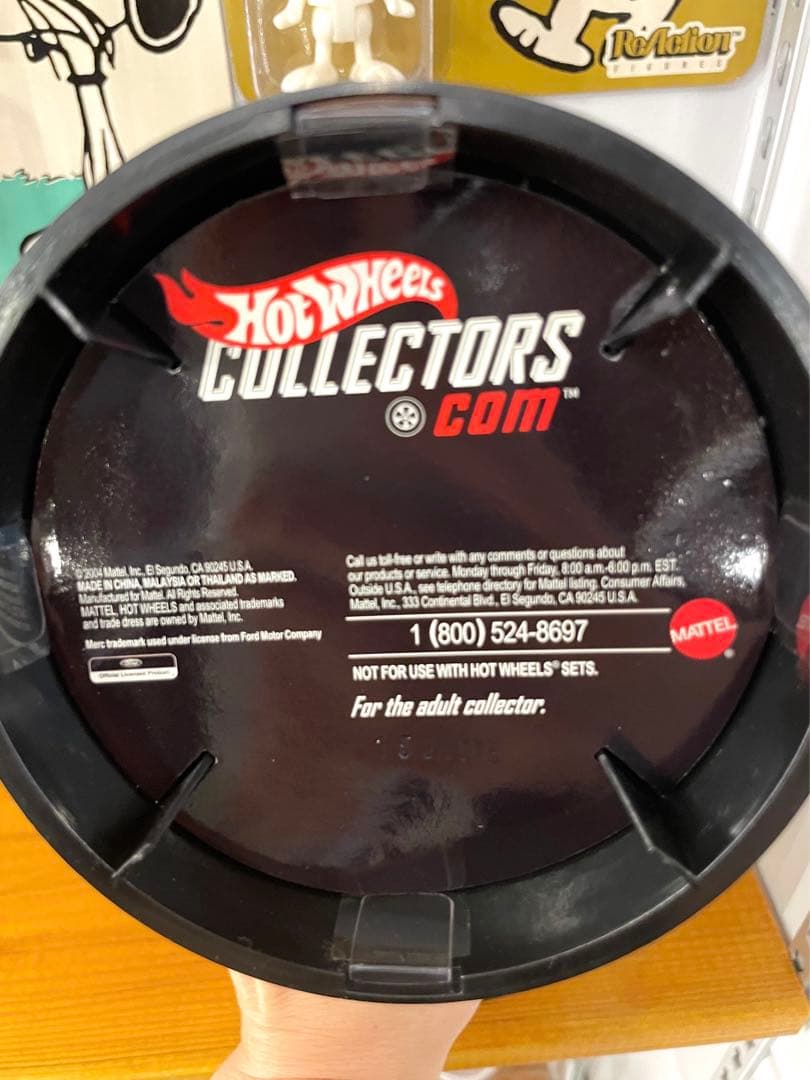 ReAction
FIGURES
Hot Wheels
COLLECTORS
.com™
©2004 Mattel, Inc., El Segundo, CA 90245 U.S.A.
MADE IN CHINA, MALAYSIA OR THAILAND AS MARKED.
Manufactured for Mattel. All Rights Reserved.
MATTEL, HOT WHEELS and associated trademarks
and trade dress are owned by Mattel, Inc.
Merc trademark used under license from Ford Motor Company
Ford
Official Licensed Product
Call us toll-free or write with any comments or questions about
our products or service. Monday through Friday, 8:00 a.m.-6:00 p.m. EST.
Outside U.S.A., see telephone directory for Mattel listing. Consumer Affairs,
Mattel, Inc., 333 Continental Blvd., El Segundo, CA 90245 U.S.A.
1 (800) 524-8697
MATTEL®
NOT FOR USE WITH HOT WHEELS® SETS.
For the adult collector.